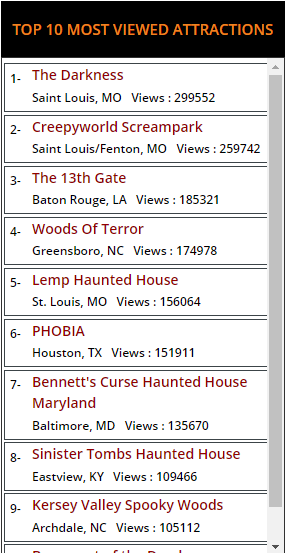 TOP 10 MOST VIEWED ATTRACTIONS
1- The Darkness
Saint Louis, MO Views : 299552
2- Creepyworld Screampark
Saint Louis/Fenton, MO Views : 259742
3- The 13th Gate
Baton Rouge, LA Views : 185321
4- Woods Of Terror
Greensboro, NC Views : 174978
5- Lemp Haunted House
St. Louis, MO Views : 156064
6- PHOBIA
Houston, TX Views : 151911
7- Bennett's Curse Haunted House
Maryland
Baltimore, MD Views : 135670
8- Sinister Tombs Haunted House
Eastview, KY Views : 109466
9- Kersey Valley Spooky Woods
Archdale, NC Views : 105112